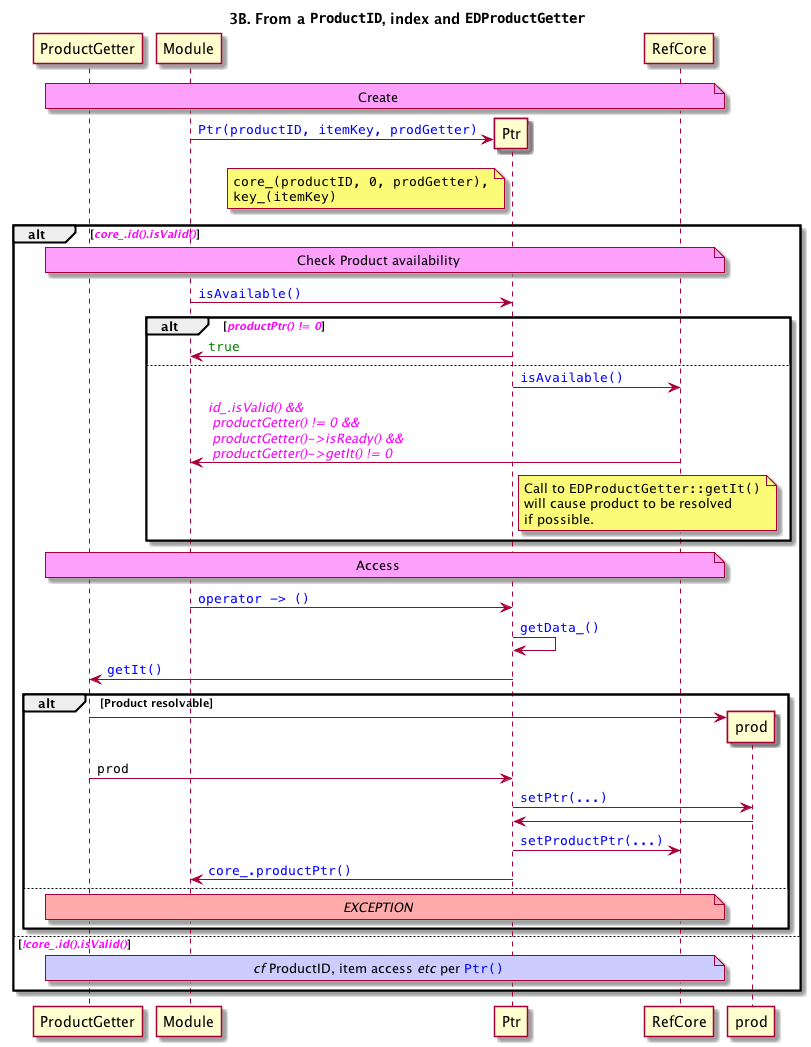 3B. From a ProductID, index and EDProductGetter
ProductGetter
Module
RefCore
Create
Ptr(productID, itemKey, prodGetter)
Ptr
core_(productID, 0, prodGetter),
key_(itemKey)
alt
[core_.id().isValid()]
Check Product availability
isAvailable()
alt
[productPtr() != 0]
true
isAvailable()
id_.isValid() &&
productGetter() != 0 &&
productGetter()->isReady() &&
productGetter()->getIt() != 0
Call to EDProductGetter::getIt()
will cause product to be resolved
if possible.
Access
operator -> ()
getData_()
getIt()
alt
[Product resolvable]
prod
prod
setPtr(...)
setProductPtr(...)
core_.productPtr()
EXCEPTION
[!core_.id().isValid()]
cf ProductID, item access etc per Ptr()
ProductGetter
Module
Ptr
RefCore
prod